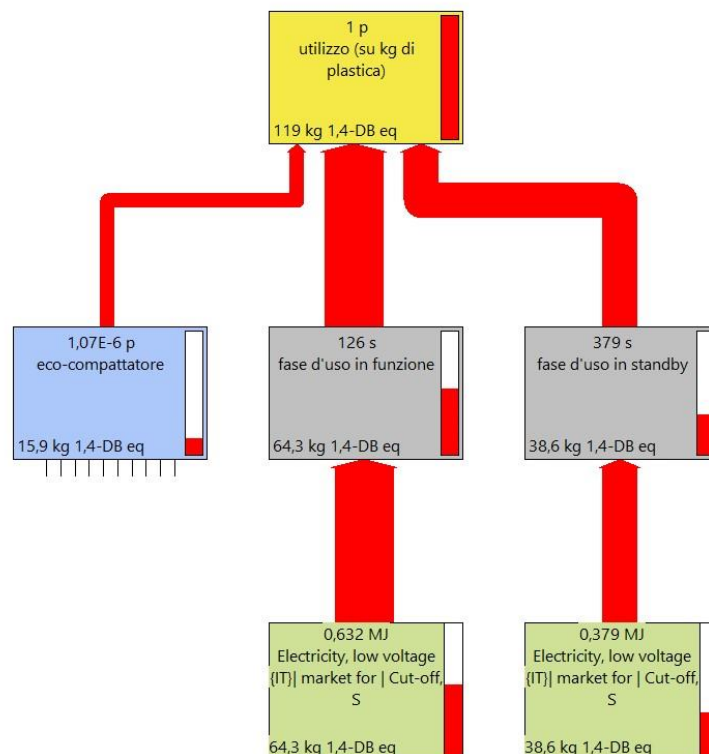 1 p
utilizzo (su kg di
plastica)
119 kg 1,4-DB eq
1,07E-6 p
eco-compattatore
15,9 kg 1,4-DB eq
126 s
fase d'uso in funzione
64,3 kg 1,4-DB eq
379 s
fase d'uso in standby
38,6 kg 1,4-DB eq
0,632 MJ
Electricity, low voltage
{IT}| market for | Cut-off,
S
64,3 kg 1,4-DB eq
0,379 MJ
Electricity, low voltage
{IT}| market for | Cut-off,
S
38,6 kg 1,4-DB eq